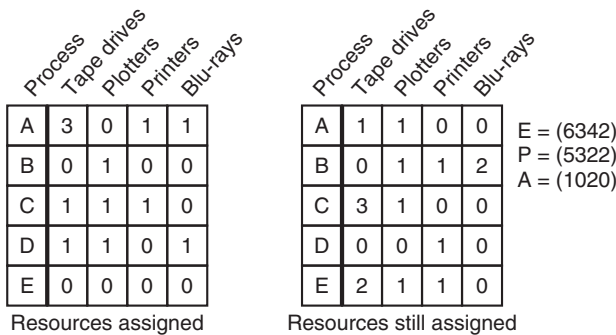 Process Tape drives Plotters Printers Blu-rays
A 3 0 1 1
B 0 1 0 0
C 1 1 1 0
D 1 1 0 1
E 0 0 0 0
Resources assigned
Process Tape drives Plotters Printers Blu-rays
A 1 1 0 0
B 0 1 1 2
C 3 1 0 0
D 0 0 1 0
E 2 1 1 0
Resources still assigned
E = (6342)
P = (5322)
A = (1020)